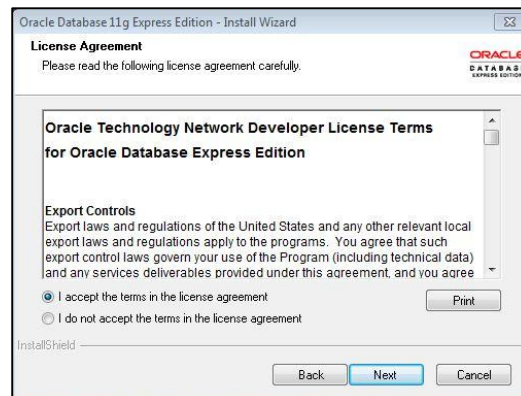 Oracle Database 11g Express Edition - Install Wizard
License Agreement
Please read the following license agreement carefully.
ORACLE
DATABASE
EXPRESS EDITION
Oracle Technology Network Developer License Terms
for Oracle Database Express Edition
Export Controls
Export laws and regulations of the United States and any other relevant local
export laws and regulations apply to the programs. You agree that such
export control laws govern your use of the Program (including technical data)
and any services deliverables provided under this agreement, and you agree
I accept the terms in the license agreement
Print
I do not accept the terms in the license agreement
InstallShield
Back
Next
Cancel